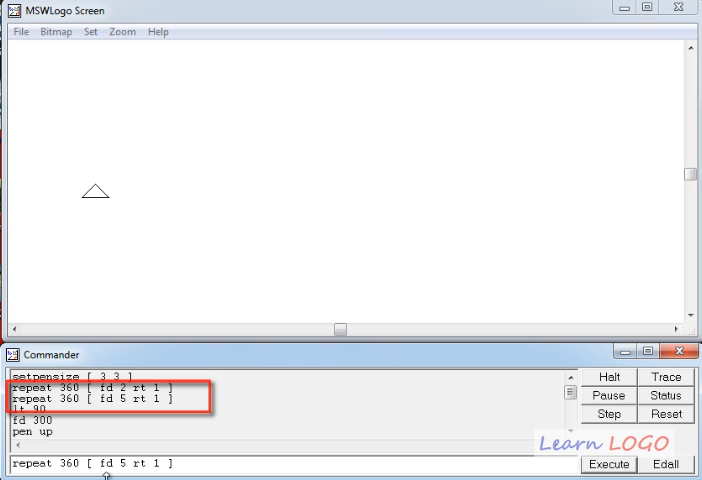 MSWLogo Screen
File Bitmap Set Zoom Help
Commander
setpensize [ 3 3 ]
repeat 360 [ fd 2 rt 1 ]
repeat 360 [ fd 5 rt 1 ]
lt 90
fd 300
pen up
repeat 360 [ fd 5 rt 1 ]
Halt Trace
Pause Status
Step Reset
Learn LOGO
Execute Edall